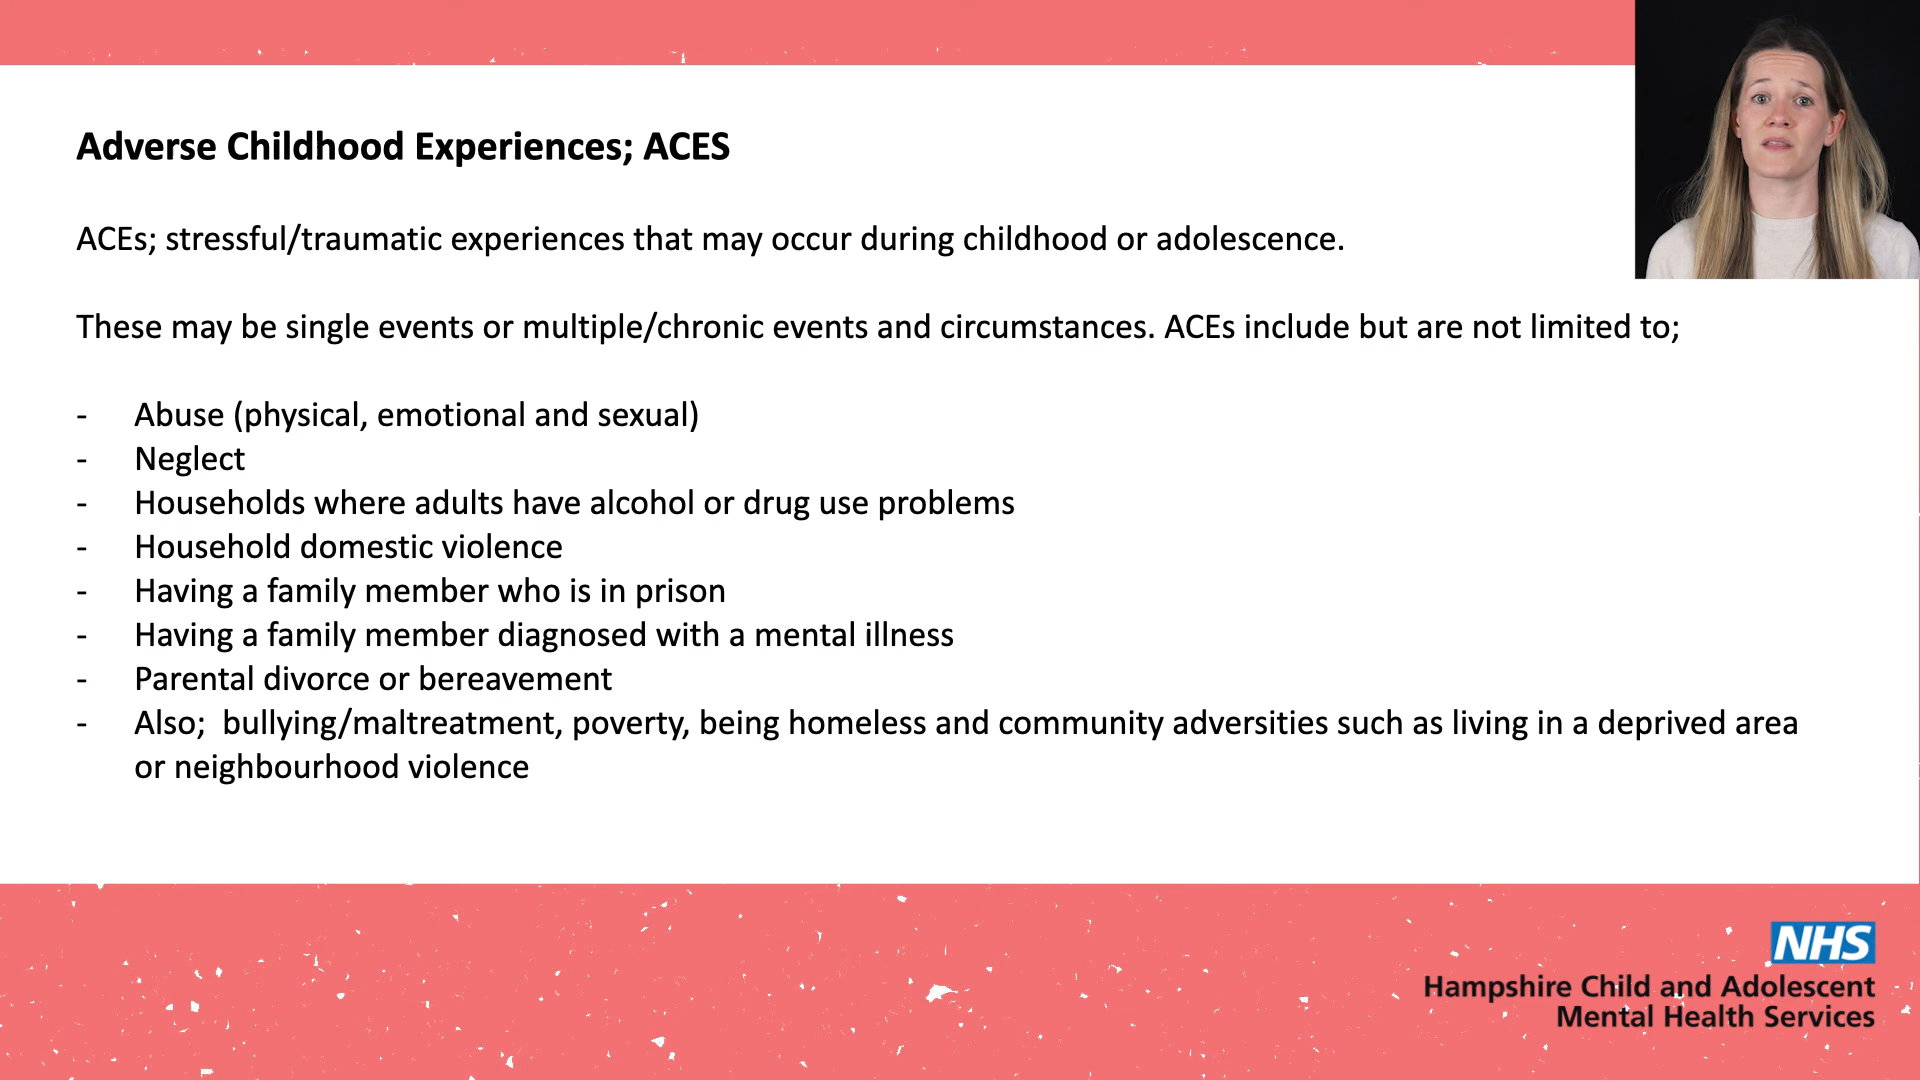 Adverse Childhood Experiences; ACES
ACEs; stressful/traumatic experiences that may occur during childhood or adolescence.
These may be single events or multiple/chronic events and circumstances. ACEs include but are not limited to;
- Abuse (physical, emotional and sexual)
- Neglect
- Households where adults have alcohol or drug use problems
- Household domestic violence
- Having a family member who is in prison
- Having a family member diagnosed with a mental illness
- Parental divorce or bereavement
- Also;  bullying/maltreatment, poverty, being homeless and community adversities such as living in a deprived area
or neighbourhood violence
NHS
Hampshire Child and Adolescent
Mental Health Services